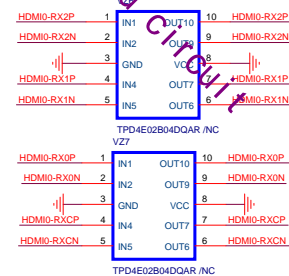 HDMI0-RX2P 1 IN1 OUT10 10 HDMI0-RX2P
HDMI0-RX2N 2 IN2 OUT9 9 HDMI0-RX2N
3 GND VCC 8
HDMI0-RX1P 4 IN4 OUT7 7 HDMI0-RX1P
HDMI0-RX1N 5 IN5 OUT6 6 HDMI0-RX1N
Circuit
TPD4E02B04DQAR /NC
VZ7
HDMI0-RX0P 1 IN1 OUT10 10 HDMI0-RX0P
HDMI0-RX0N 2 IN2 OUT9 9 HDMI0-RX0N
3 GND VCC 8
HDMI0-RXCP 4 IN4 OUT7 7 HDMI0-RXCP
HDMI0-RXCN 5 IN5 OUT6 6 HDMI0-RXCN
TPD4E02B04DQAR /NC